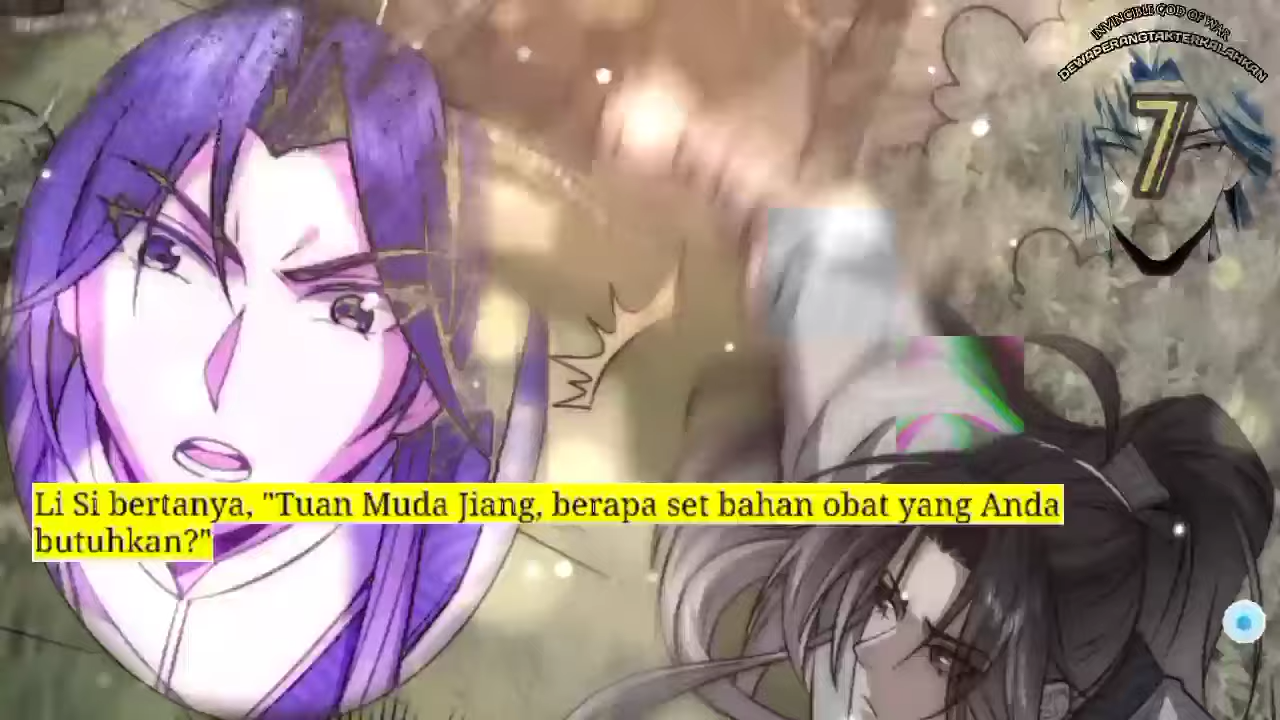 INVINCIBLE GOD OF WAR
DEWAPERANGTAKTERKALAHKAN
7
Li Si bertanya, "Tuan Muda Jiang, berapa set bahan obat yang Anda
butuhkan?"